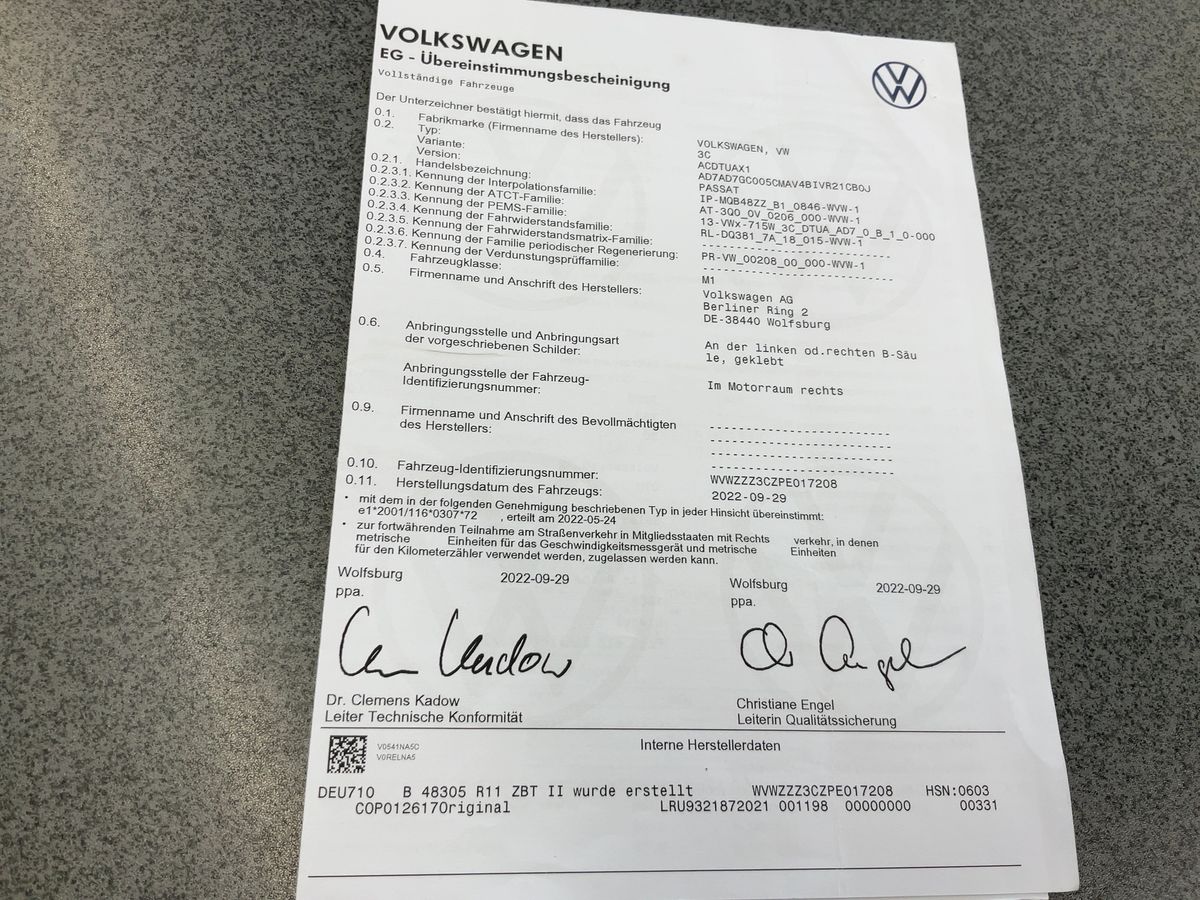 VOLKSWAGEN
EG - Übereinstimmungsbescheinigung
Vollständige Fahrzeuge
Der Unterzeichner bestätigt hiermit, dass das Fahrzeug
0.1. Fabrikmarke (Firmenname des Herstellers): VOLKSWAGEN, VW
0.2. Typ: 3C
Variante: ACDTUAX1
Version: AD7AD7GC005CMAV4BIVR21CB0J
0.2.1. Handelsbezeichnung: PASSAT
0.2.3.1. Kennung der Interpolationsfamilie: IP-MQB48ZZ_B1_0846-WVW-1
0.2.3.2. Kennung der ATCT-Familie: AT-3Q0_0V_0206_000-WVW-1
0.2.3.3. Kennung der PEMS-Familie: 13-VWx-715W_3C_DTUA_AD7_0_B_1_0-000
0.2.3.4. Kennung der Fahrwiderstandsfamilie: RL-DQ381_7A_18_015-WVW-1
0.2.3.5. Kennung der Fahrwiderstandsmatrix-Familie: --------------------------
0.2.3.6. Kennung der Familie periodischer Regenerierung: PR-VW_00208_00_000-WVW-1
0.2.3.7. Kennung der Verdunstungsprüffamilie: --------------------------
0.4. Fahrzeugklasse: M1
0.5. Firmenname und Anschrift des Herstellers: Volkswagen AG
Berliner Ring 2
DE-38440 Wolfsburg
0.6. Anbringungsstelle und Anbringungsart An der linken od.rechten B-Säu
der vorgeschriebenen Schilder: le, geklebt
Anbringungsstelle der Fahrzeug- Im Motorraum rechts
Identifizierungsnummer:
0.9. Firmenname und Anschrift des Bevollmächtigten --------------------------
des Herstellers: --------------------------
--------------------------
--------------------------
0.10. Fahrzeug-Identifizierungsnummer: WVWZZZ3CZPE017208
0.11. Herstellungsdatum des Fahrzeugs: 2022-09-29
* mit dem in der folgenden Genehmigung beschriebenen Typ in jeder Hinsicht übereinstimmt:
e1*2001/116*0307*72 , erteilt am 2022-05-24
* zur fortwährenden Teilnahme am Straßenverkehr in Mitgliedsstaaten mit Rechts verkehr, in denen
metrische Einheiten für das Geschwindigkeitsmessgerät und metrische Einheiten
für den Kilometerzähler verwendet werden, zugelassen werden kann.
Wolfsburg 2022-09-29 Wolfsburg 2022-09-29
ppa. ppa.
Dr. Clemens Kadow Christiane Engel
Leiter Technische Konformität Leiterin Qualitätssicherung
V0541NA5C
V0RELNA5
Interne Herstellerdaten
DEU710 B 48305 R11 ZBT II wurde erstellt WVWZZZ3CZPE017208 HSN:0603
COP012617Original LRU9321872021 001198 00000000 00331